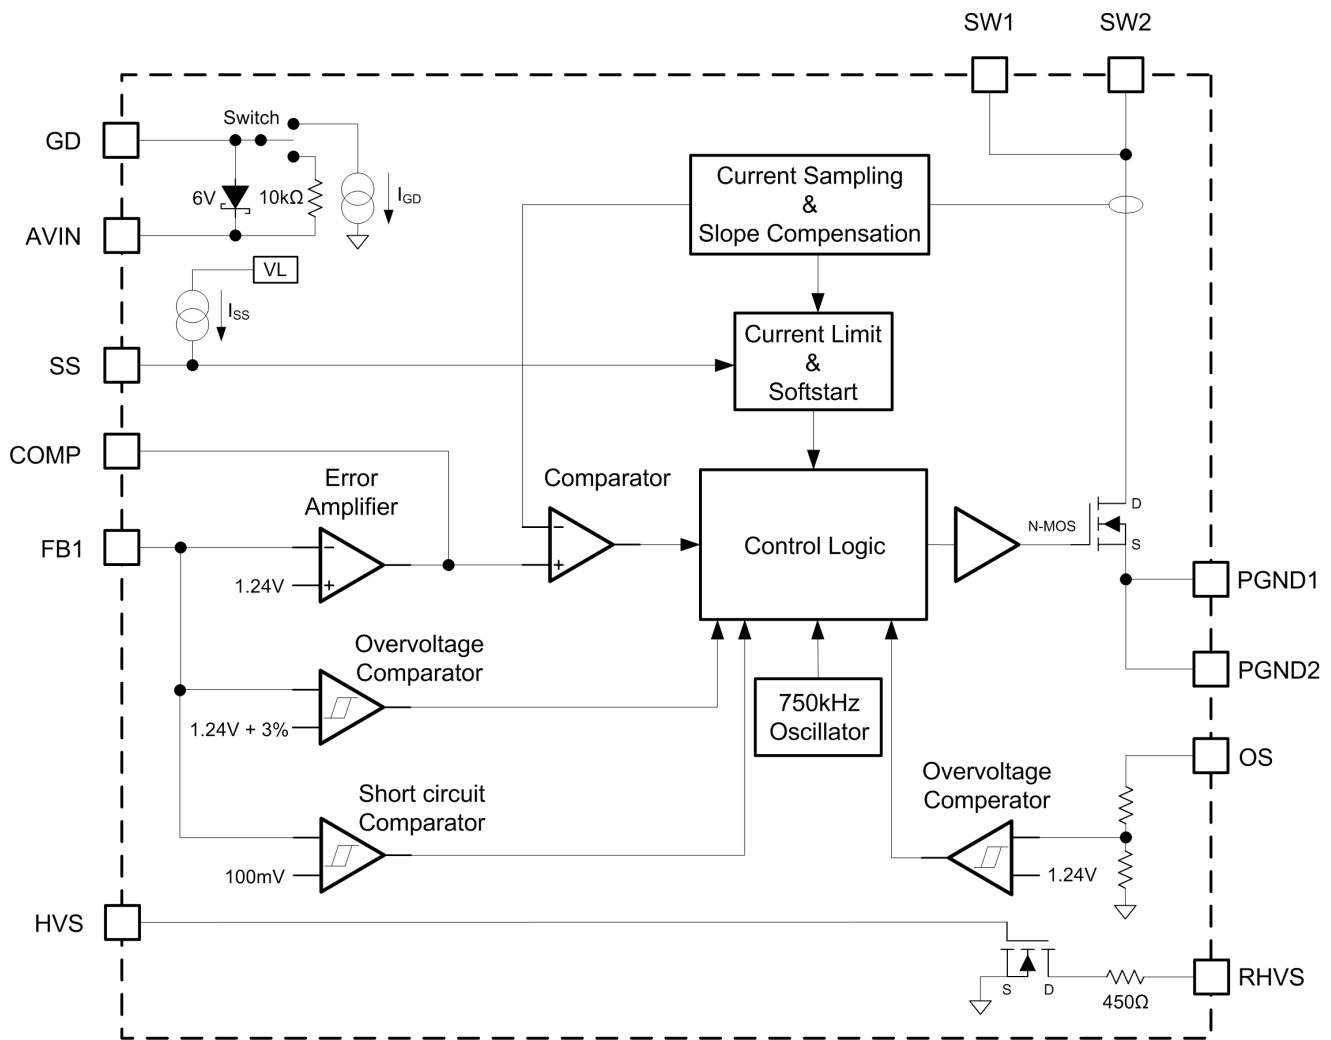 SW1
SW2
GD
Switch
6V
10kΩ
IGD
AVIN
VL
ISS
SS
Current Sampling
&
Slope Compensation
Current Limit
&
Softstart
COMP
Error
Amplifier
Comparator
−
+
FB1
−
1.24V
+
Control Logic
N-MOS
D
S
PGND1
PGND2
Overvoltage
Comparator
1.24V + 3%
750kHz
Oscillator
OS
Short circuit
Comparator
100mV
Overvoltage
Comperator
1.24V
HVS
S
D
450Ω
RHVS